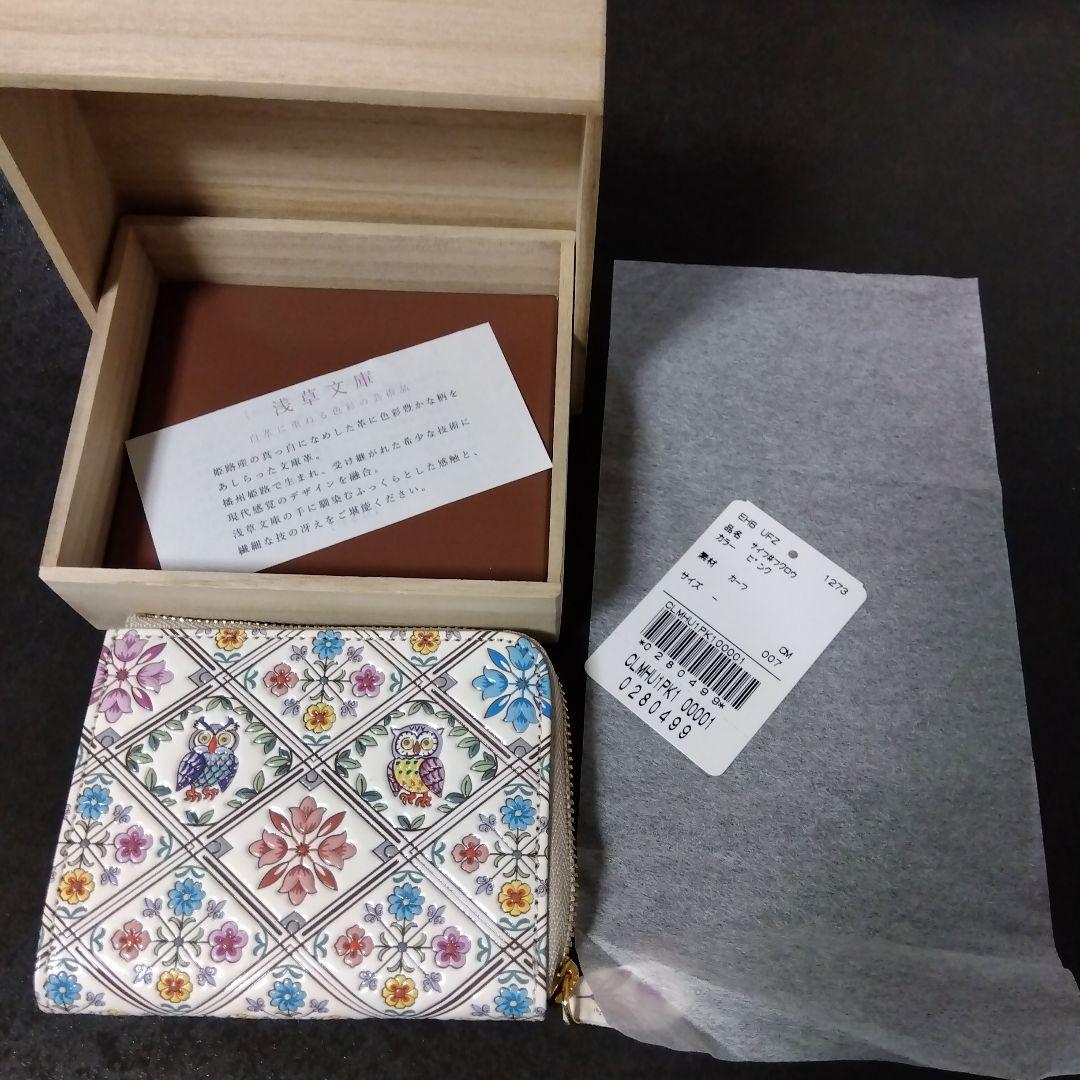 浅草文庫
白革に重ねる色彩の芸術品
姫路産の真っ白になめした革に色彩豊かな柄を
あしらった文庫革。
播州姫路で生まれ、受け継がれた希少な技術に
現代感覚のデザインを融合。
浅草文庫の手に馴染むふっくらとした感触と、
繊細な技の冴えをご堪能ください。
EHB UFZ
品名 サイフ#フクロウ 1273
カラー ピンク
素材 カーフ
サイズ －
CM
CLMHU1PK100001 007
*0280499*
CLMHU1PK1 00001
0280499